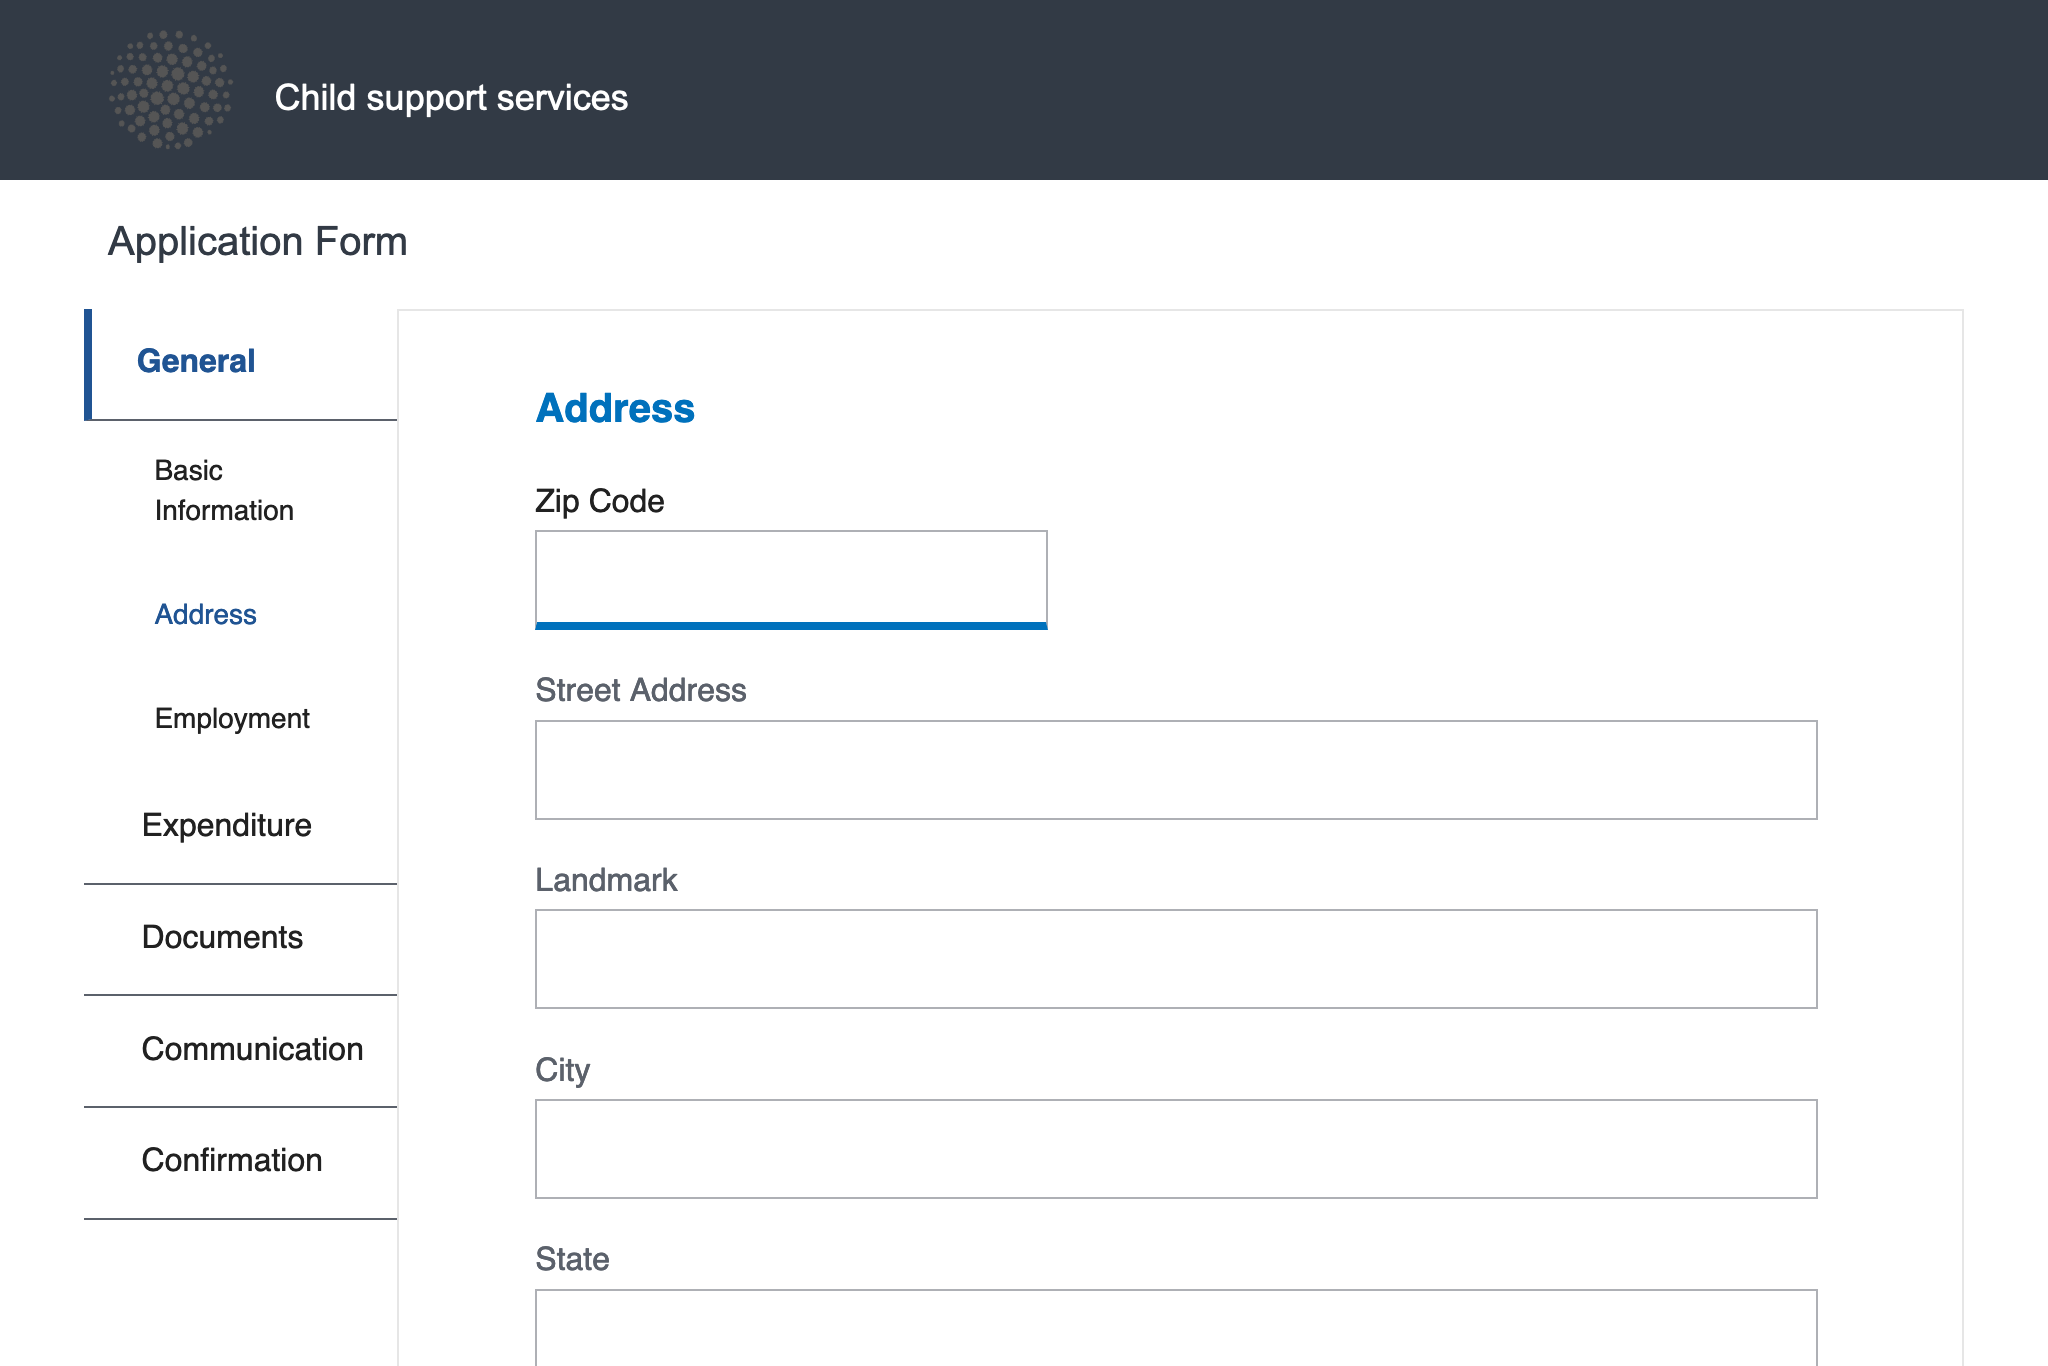 Child support services
Application Form
General
Basic
Information
Address
Employment
Expenditure
Documents
Communication
Confirmation
Address
Zip Code
Street Address
Landmark
City
State